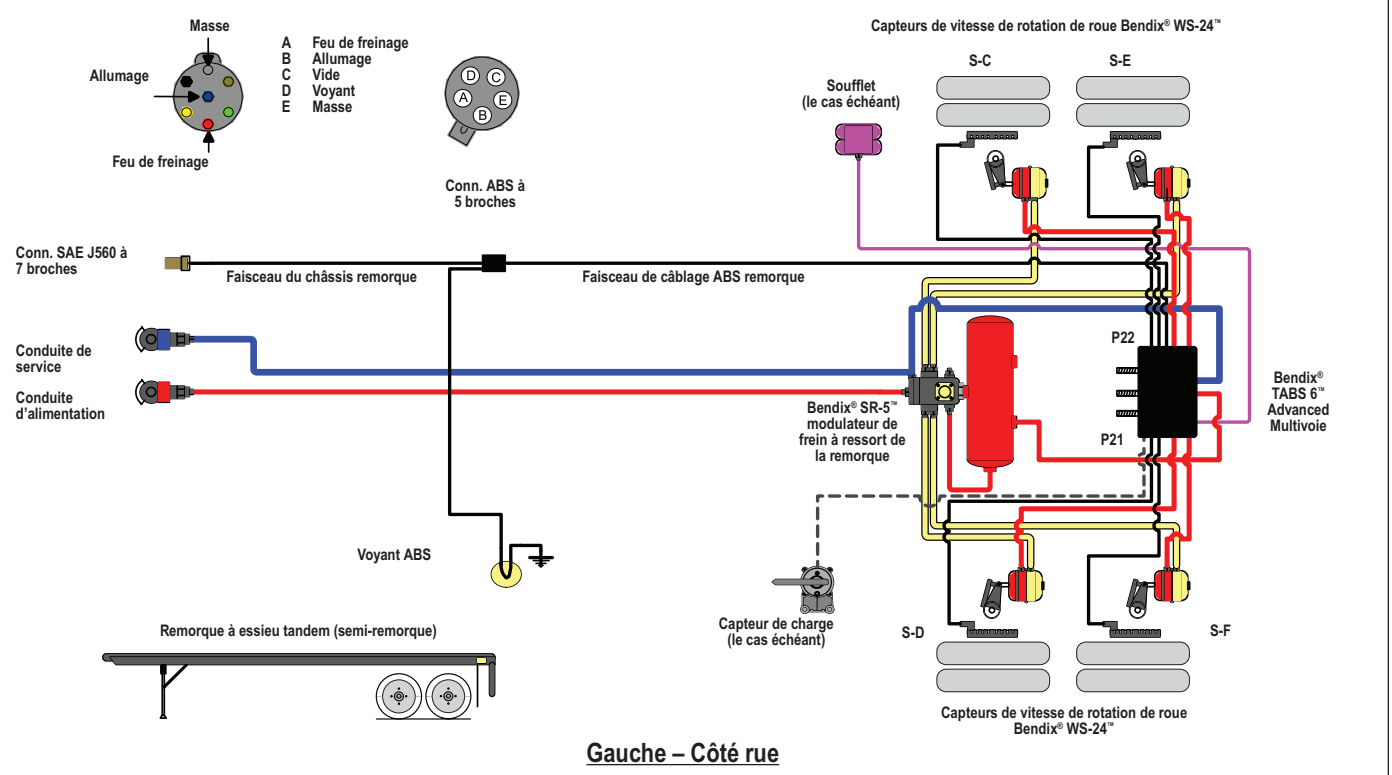 Masse
Allumage
Feu de freinage
A Feu de freinage
B Allumage
C Vide
D Voyant
E Masse
D
C
A
E
B
Conn. ABS à
5 broches
Capteurs de vitesse de rotation de roue Bendix® WS-24™
S-C
S-E
Soufflet
(le cas échéant)
Conn. SAE J560 à
7 broches
Faisceau du châssis remorque
Faisceau de câblage ABS remorque
Conduite de
service
Conduite
d'alimentation
P22
P21
Bendix®
TABS 6™
Advanced
Multivoie
Bendix® SR-5™
modulateur de
frein à ressort de
la remorque
Voyant ABS
Capteur de charge
(le cas échéant)
S-D
S-F
Remorque à essieu tandem (semi-remorque)
Capteurs de vitesse de rotation de roue
Bendix® WS-24™
Gauche – Côté rue